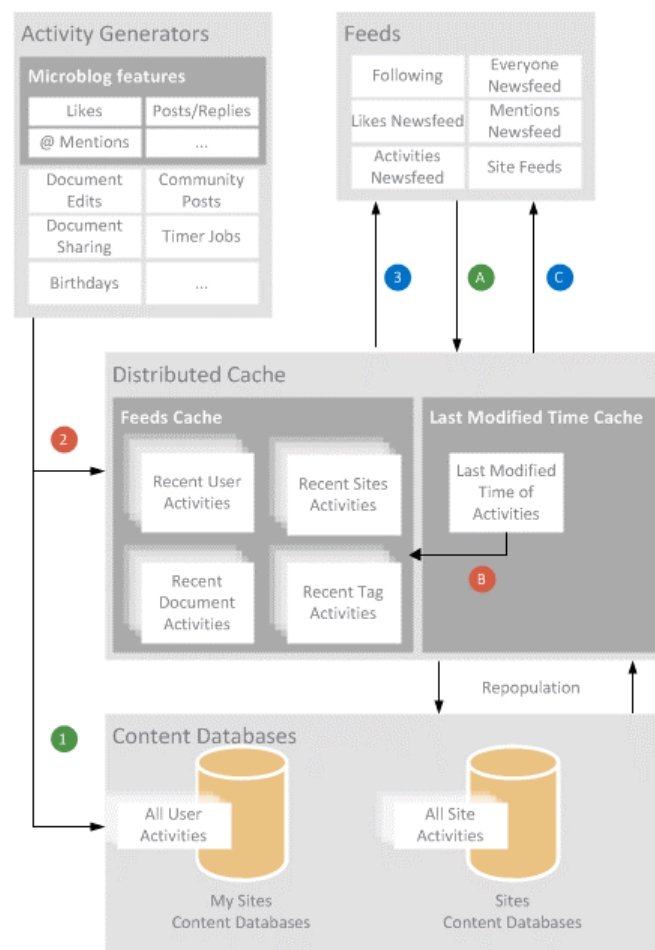 Activity Generators
Microblog features
Likes
Posts/Replies
@ Mentions
...
Document
Edits
Community
Posts
Document
Sharing
Timer Jobs
Birthdays
...
Feeds
Following
Everyone
Newsfeed
Likes Newsfeed
Mentions
Newsfeed
Activities
Newsfeed
Site Feeds
3
A
C
2
Distributed Cache
Feeds Cache
Recent User
Activities
Recent Sites
Activities
Recent
Document
Activities
Recent Tag
Activities
Last Modified Time Cache
Last Modified
Time of
Activities
B
Repopulation
1
Content Databases
All User
Activities
My Sites
Content Databases
All Site
Activities
Sites
Content Databases